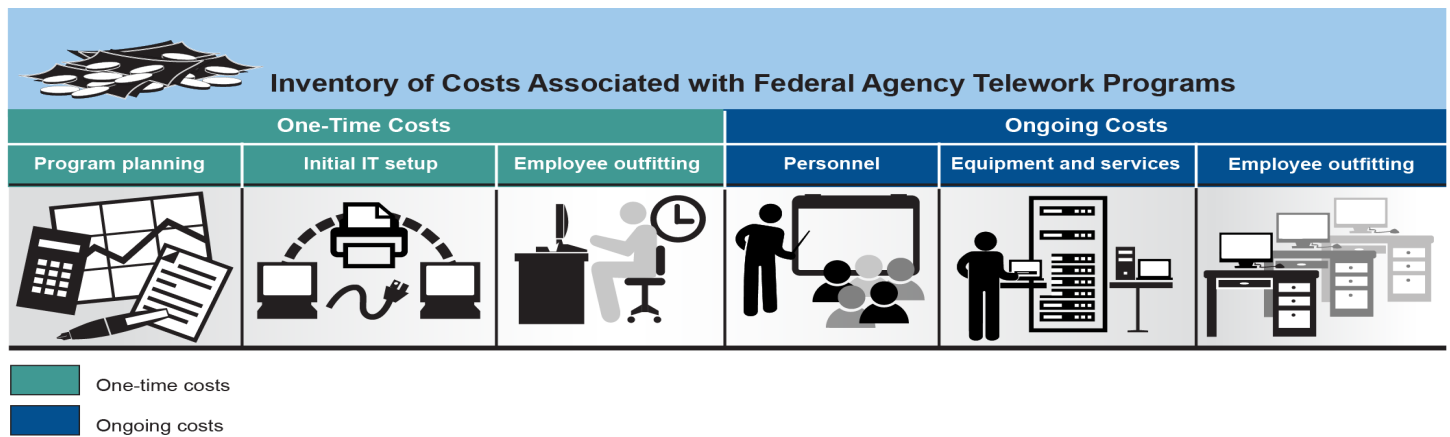 Inventory of Costs Associated with Federal Agency Telework Programs
One-Time Costs
Ongoing Costs
Program planning
Initial IT setup
Employee outfitting
Personnel
Equipment and services
Employee outfitting
One-time costs
Ongoing costs